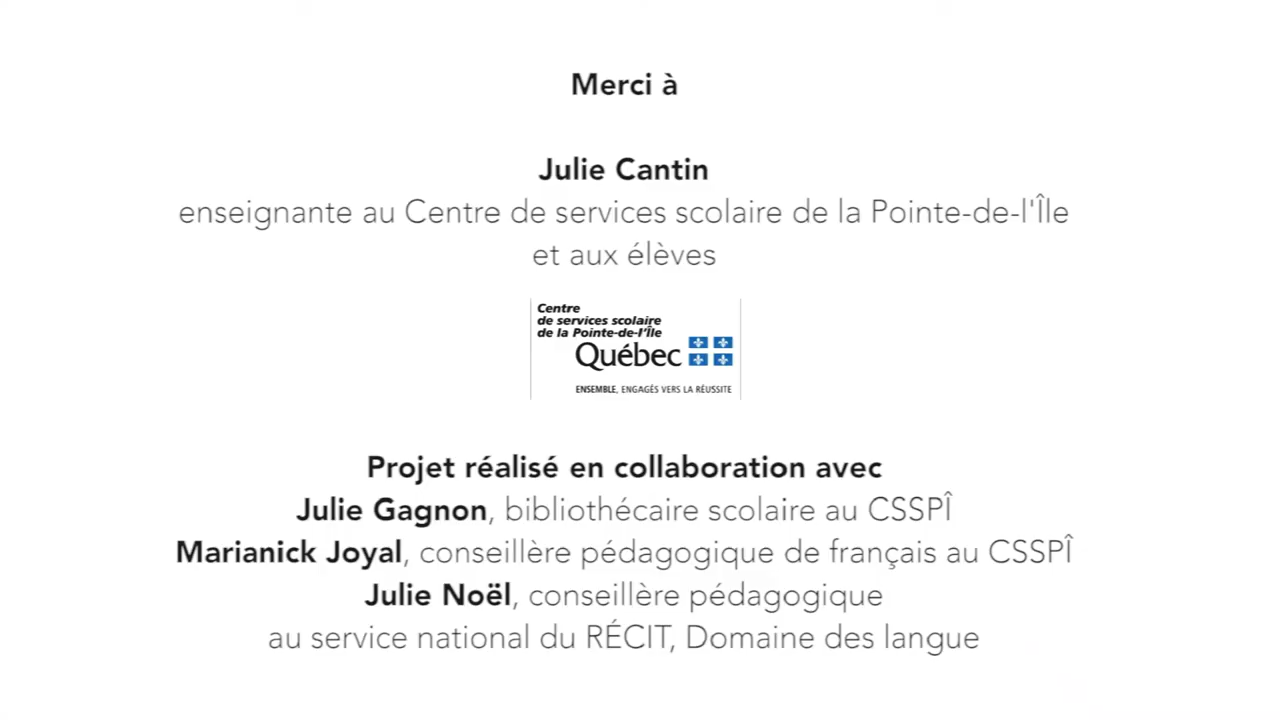 Merci à
Julie Cantin
enseignante au Centre de services scolaire de la Pointe-de-l'Île
et aux élèves
Centre
de services scolaire
de la Pointe-de-l'Île
Québec
ENSEMBLE, ENGAGÉS VERS LA RÉUSSITE
Projet réalisé en collaboration avec
Julie Gagnon, bibliothécaire scolaire au CSSPÎ
Marianick Joyal, conseillère pédagogique de français au CSSPÎ
Julie Noël, conseillère pédagogique
au service national du RÉCIT, Domaine des langue